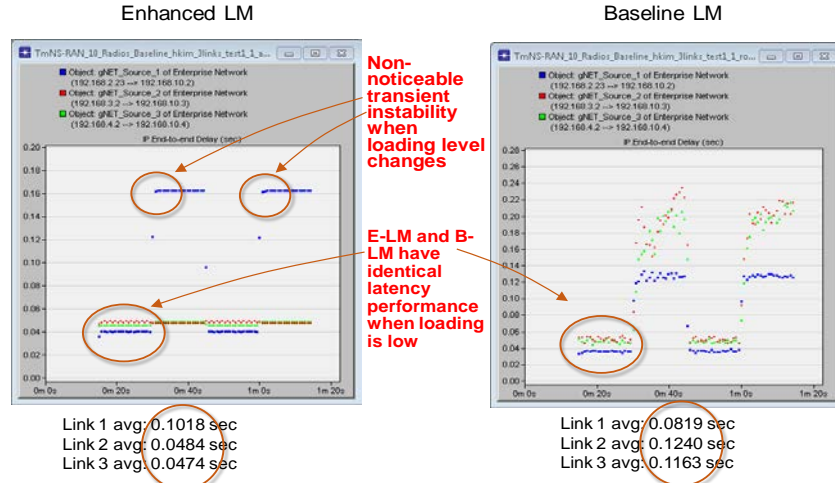 Enhanced LM
Baseline LM
TmNS-RAN_10_Radios_Baseline_hkim_3links_test1_1_a...
Object: gNET_Source_1 of Enterprise Network
(192.168.2.23 --> 192.168.10.2)
Object: gNET_Source_2 of Enterprise Network
(192.168.3.2 --> 192.168.10.3)
Object: gNET_Source_3 of Enterprise Network
(192.168.4.2 --> 192.168.10.4)
IP End-to-end Delay (sec)
0.20
0.18
0.16
0.14
0.12
0.10
0.08
0.06
0.04
0.02
0.00
0m 0s
0m 20s
0m 40s
1m 0s
1m 20s
Non-
noticeable
transient
instability
when
loading level
changes
E-LM and B-
LM have
identical
latency
performance
when loading
is low
TmNS-RAN_10_Radios_Baseline_hkim_3links_test1_1_ro...
Object: gNET_Source_1 of Enterprise Network
(192.168.2.23 --> 192.168.10.2)
Object: gNET_Source_2 of Enterprise Network
(192.168.3.2 --> 192.168.10.3)
Object: gNET_Source_3 of Enterprise Network
(192.168.4.2 --> 192.168.10.4)
IP End-to-end Delay (sec)
0.28
0.26
0.24
0.22
0.20
0.18
0.16
0.14
0.12
0.10
0.08
0.06
0.04
0.02
0.00
0m 0s
0m 20s
0m 40s
1m 0s
1m 20s
Link 1 avg: 0.1018 sec
Link 2 avg: 0.0484 sec
Link 3 avg: 0.0474 sec
Link 1 avg: 0.0819 sec
Link 2 avg: 0.1240 sec
Link 3 avg: 0.1163 sec